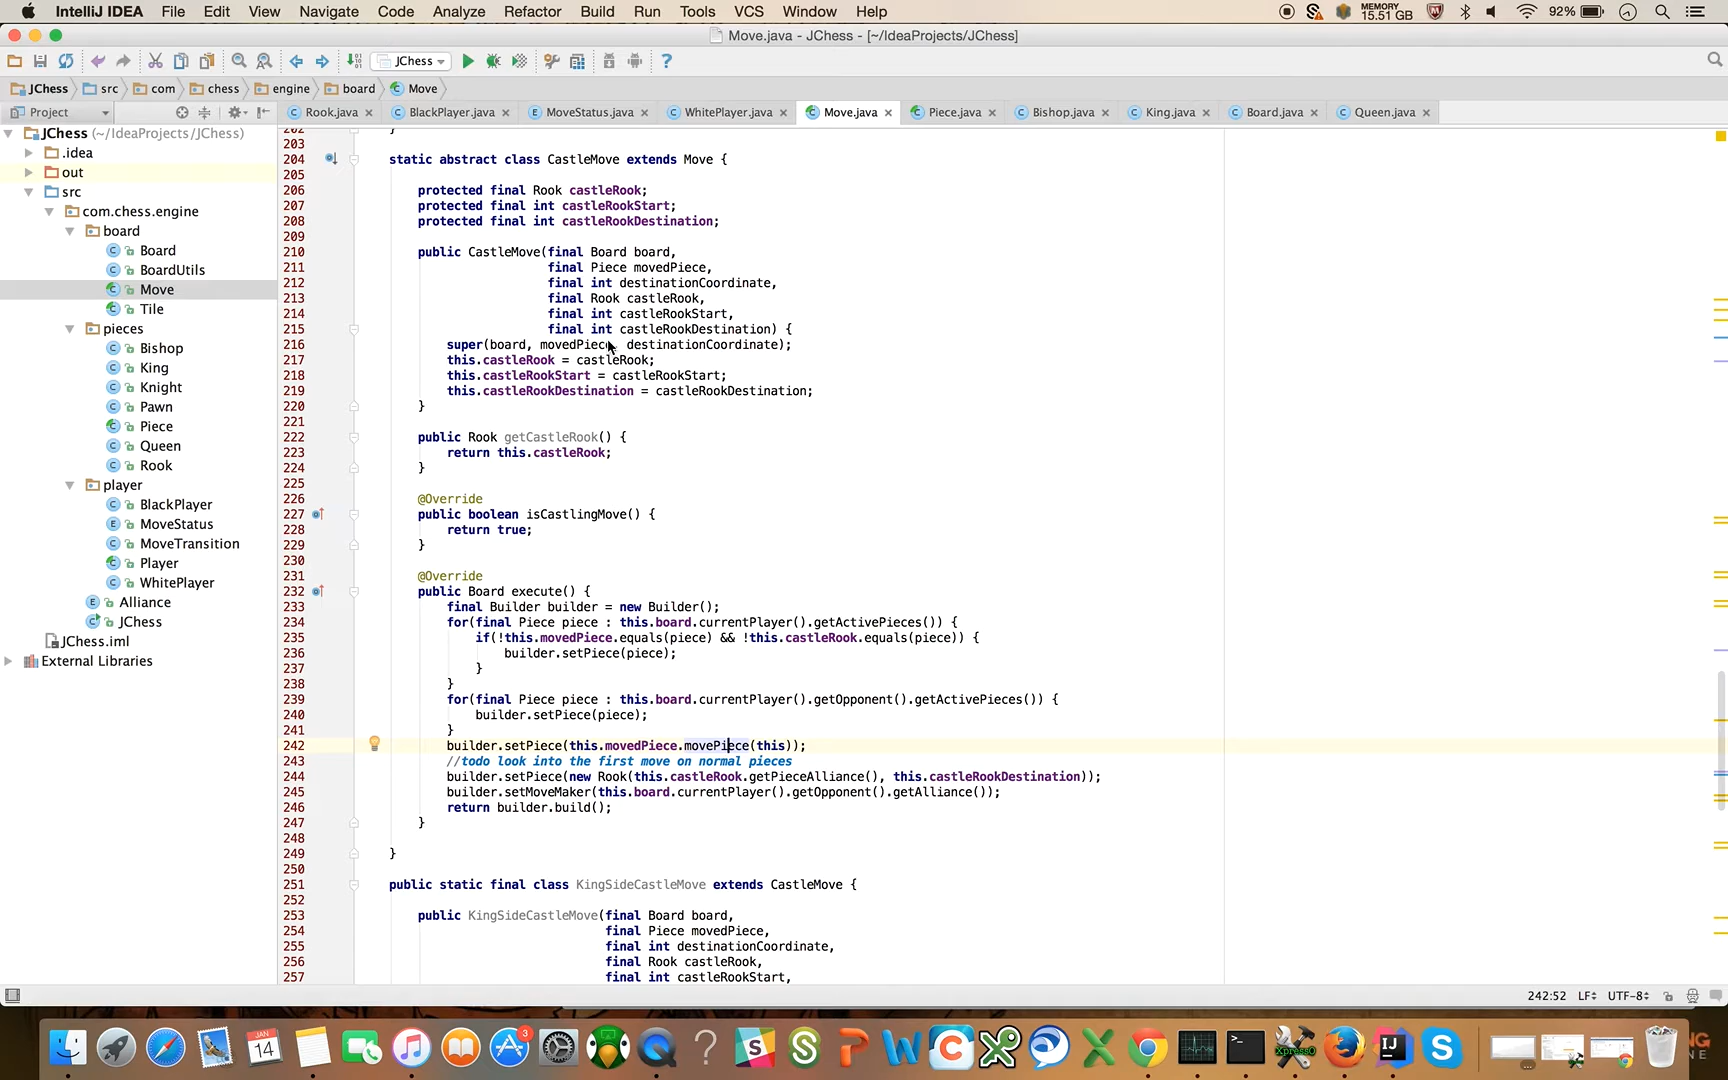 IntelliJ IDEA File Edit View Navigate Code Analyze Refactor Build Run Tools VCS Window Help MEMORY 15.51 GB 92%
Move.java - JChess - [~/IdeaProjects/JChess]
JChess
JChess src com chess engine board Move
Project Rook.java BlackPlayer.java MoveStatus.java WhitePlayer.java Move.java Piece.java Bishop.java King.java Board.java Queen.java
JChess (~/IdeaProjects/JChess)
.idea
out
src
com.chess.engine
board
Board
BoardUtils
Move
Tile
pieces
Bishop
King
Knight
Pawn
Piece
Queen
Rook
player
BlackPlayer
MoveStatus
MoveTransition
Player
WhitePlayer
Alliance
JChess
JChess.iml
External Libraries
202 }
203
204 static abstract class CastleMove extends Move {
205
206 protected final Rook castleRook;
207 protected final int castleRookStart;
208 protected final int castleRookDestination;
209
210 public CastleMove(final Board board,
211 final Piece movedPiece,
212 final int destinationCoordinate,
213 final Rook castleRook,
214 final int castleRookStart,
215 final int castleRookDestination) {
216 super(board, movedPiece, destinationCoordinate);
217 this.castleRook = castleRook;
218 this.castleRookStart = castleRookStart;
219 this.castleRookDestination = castleRookDestination;
220 }
221
222 public Rook getCastleRook() {
223 return this.castleRook;
224 }
225
226 @Override
227 public boolean isCastlingMove() {
228 return true;
229 }
230
231 @Override
232 public Board execute() {
233 final Builder builder = new Builder();
234 for(final Piece piece : this.board.currentPlayer().getActivePieces()) {
235 if(!this.movedPiece.equals(piece) && !this.castleRook.equals(piece)) {
236 builder.setPiece(piece);
237 }
238 }
239 for(final Piece piece : this.board.currentPlayer().getOpponent().getActivePieces()) {
240 builder.setPiece(piece);
241 }
242 builder.setPiece(this.movedPiece.movePiece(this));
243 //todo look into the first move on normal pieces
244 builder.setPiece(new Rook(this.castleRook.getPieceAlliance(), this.castleRookDestination));
245 builder.setMoveMaker(this.board.currentPlayer().getOpponent().getAlliance());
246 return builder.build();
247 }
248
249 }
250
251 public static final class KingSideCastleMove extends CastleMove {
252
253 public KingSideCastleMove(final Board board,
254 final Piece movedPiece,
255 final int destinationCoordinate,
256 final Rook castleRook,
257 final int castleRookStart,
242:52 LF UTF-8
JAN 14 3